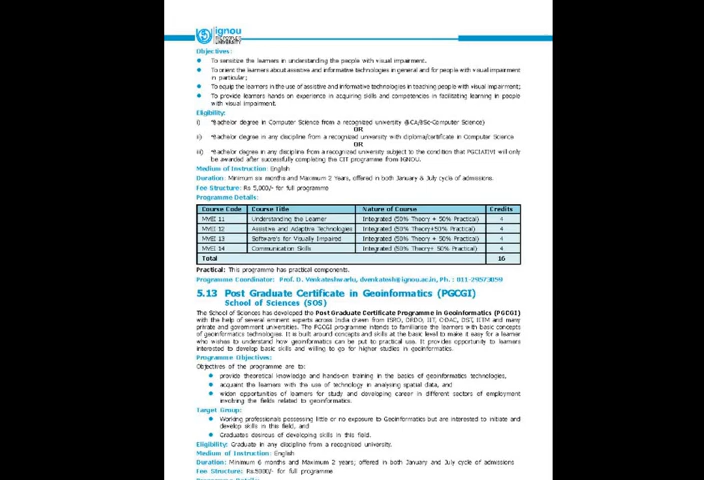 ignou
Objectives:
To sensitize the learners in understanding the people with visual impairment.
To orient the learners about assistive and informative technologies in general and for people with visual impairment
in particular;
To equip the learners in the use of assistive and informative technologies in teaching people with visual impairment;
To provide learners hands on experience in acquiring skills and competencies in facilitating learning in people
with visual impairment.
Eligibility:
i) *Bachelor degree in Computer Science from a recognized university (BCA/BSc-Computer Science)
OR
ii) *Bachelor degree in any discipline from a recognized university with diploma/certificate in Computer Science
OR
iii) *Bachelor degree in any discipline from a recognized university subject to the condition that PGCIATIVI will only
be awarded after successfully completing the CIT programme from IGNOU.
Medium of Instruction: English
Duration: Minimum six months and Maximum 2 Years, offered in both January & July cycle of admissions.
Fee Structure: Rs 5,000/- for full programme
Programme Details:
Course Code Course Title Nature of Course Credits
MVEI 11 Understanding the Learner Integrated (50% Theory + 50% Practical) 4
MVEI 12 Assistive and Adaptive Technologies Integrated (50% Theory+50% Practical) 4
MVEI 13 Software's for Visually Impaired Integrated (50% Theory + 50% Practical) 4
MVEI 14 Communication Skills Integrated (50% Theory+ 50% Practical) 4
Total 16
Practical: This programme has practical components.
Programme Coordinator: Prof. D. Venkateshwarlu, dvenkatesh@ignou.ac.in, Ph. : 011-29573059
5.13 Post Graduate Certificate in Geoinformatics (PGCGI)
School of Sciences (SOS)
The School of Sciences has developed the Post Graduate Certificate Programme in Geoinformatics (PGCGI)
with the help of several eminent experts across India drawn from ISRO, DRDO, IIT, CDAC, DST, IITM and many
private and government universities. The PGCGI programme intends to familiarise the learners with basic concepts
of geoinformatics technologies. It is built around concepts and skills at the basic level to make it easy for a learner
who wishes to understand how geoinformatics can be put to practical use. It provides opportunity to learners
interested to develop basic skills and willing to go for higher studies in geoinformatics.
Programme Objectives:
Objectives of the programme are to:
provide theoretical knowledge and hands-on training in the basics of geoinformatics technologies,
acquaint the learners with the use of technology in analysing spatial data, and
widen opportunities of learners for study and developing career in different sectors of employment
involving the fields related to geoinformatics.
Target Group:
Working professionals possessing little or no exposure to Geoinformatics but are interested to initiate and
develop skills in this field, and
Graduates desirous of developing skills in this field.
Eligibility: Graduate in any discipline from a recognised university.
Medium of Instruction: English
Duration: Minimum 6 months and Maximum 2 years; offered in both January and July cycle of admissions
Fee Structure: Rs.5000/- for full programme